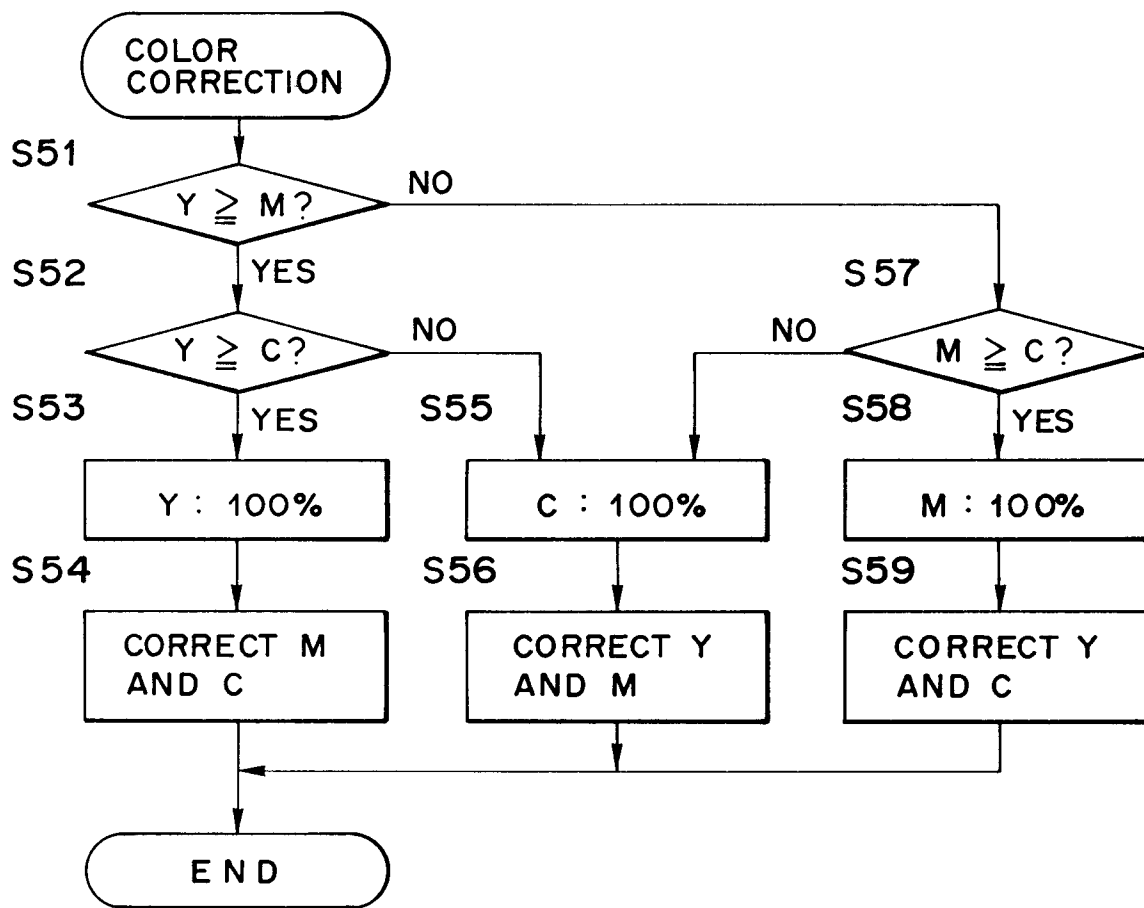 COLOR
CORRECTION
S51
Y ≧ M?
NO
S52
YES
S57
Y ≧ C?
NO
NO
M ≧ C?
S53
YES
S55
S58
YES
Y : 100%
C : 100%
M : 100%
S54
S56
S59
CORRECT M
AND C
CORRECT Y
AND M
CORRECT Y
AND C
END